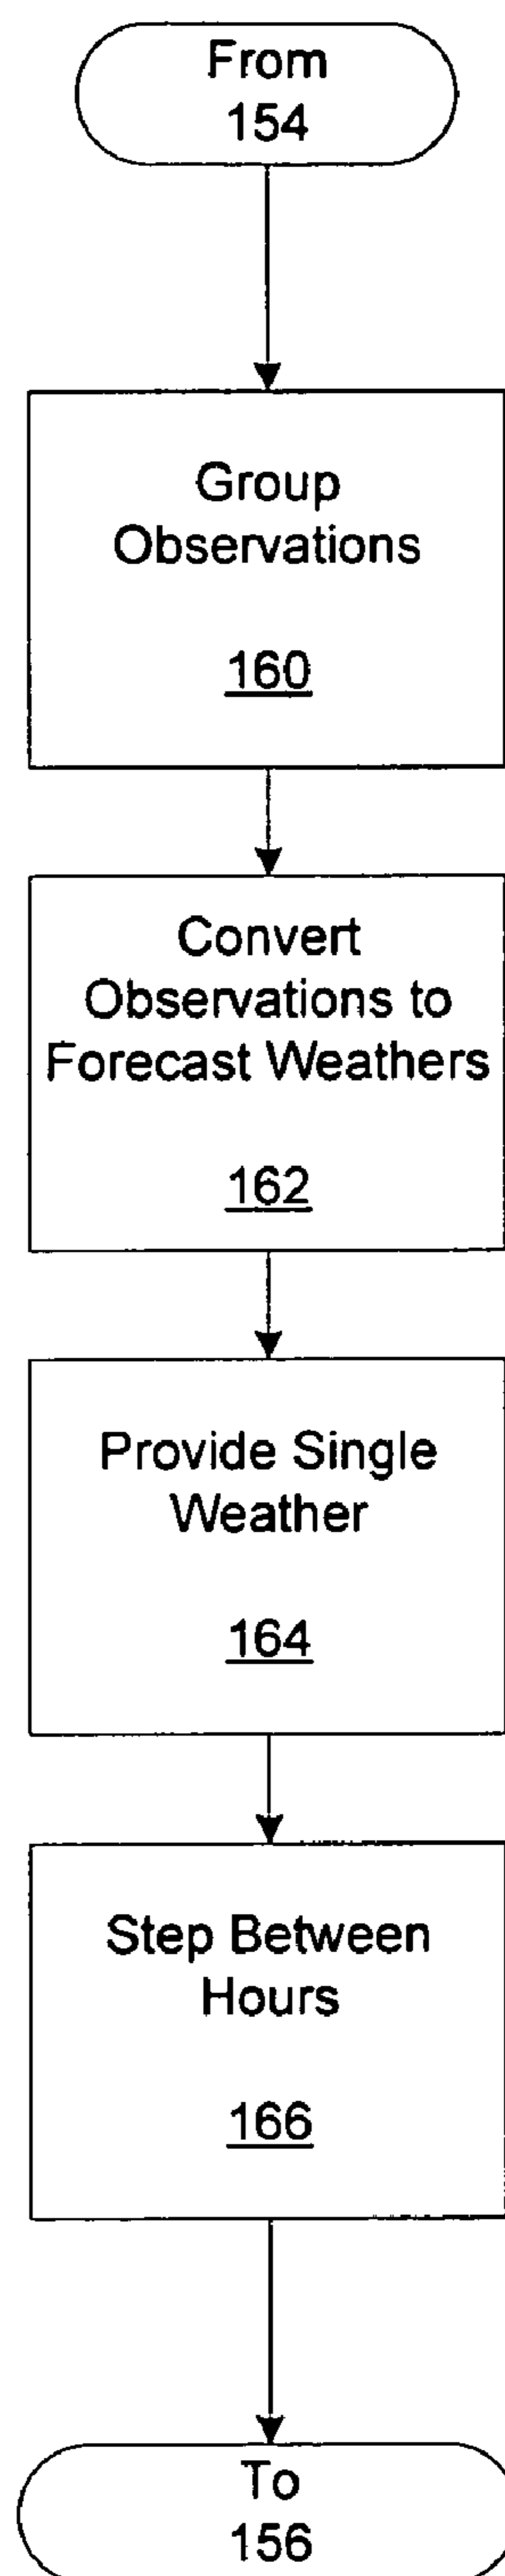 From
154
Group
Observations
160
Convert
Observations to
Forecast Weathers
162
Provide Single
Weather
164
Step Between
Hours
166
To
156